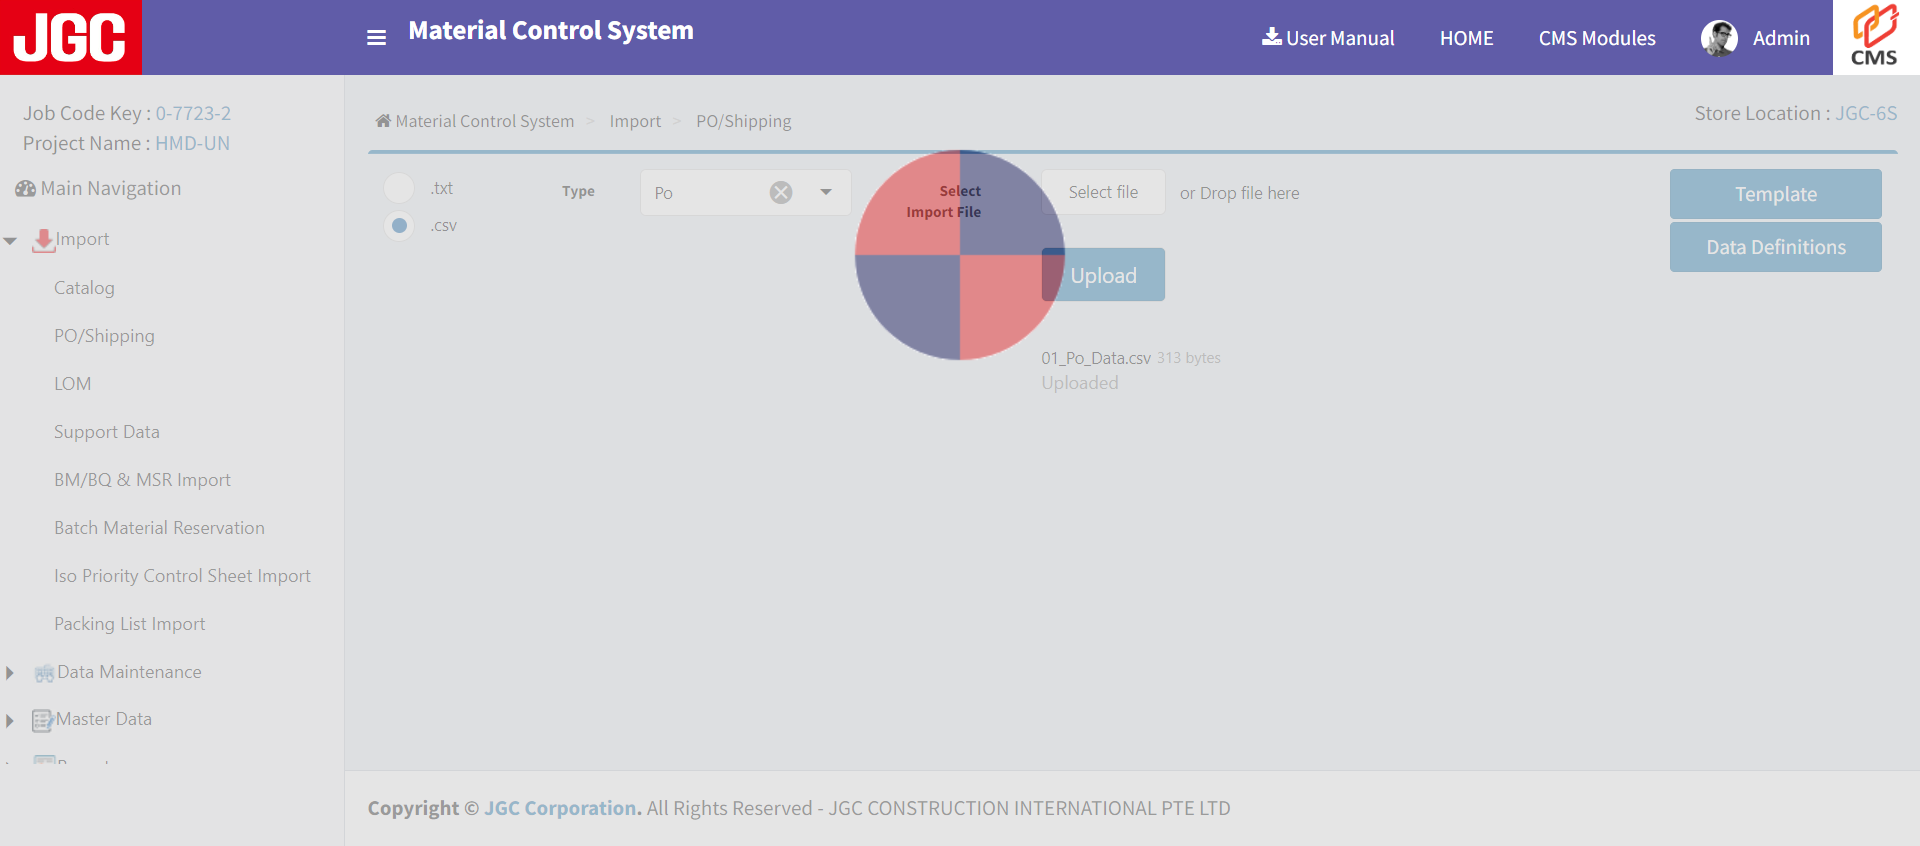 JGC
Material Control System
User Manual
HOME
CMS Modules
Admin
CMS
Job Code Key : 0-7723-2
Project Name : HMD-UN
Main Navigation
Import
Catalog
PO/Shipping
LOM
Support Data
BM/BQ & MSR Import
Batch Material Reservation
Iso Priority Control Sheet Import
Packing List Import
Data Maintenance
Master Data
Material Control System > Import > PO/Shipping
Store Location : JGC-6S
.txt
.csv
Type
Po
Select
Import File
Select file
or Drop file here
Upload
01_Po_Data.csv 313 bytes
Uploaded
Template
Data Definitions
Copyright © JGC Corporation. All Rights Reserved - JGC CONSTRUCTION INTERNATIONAL PTE LTD